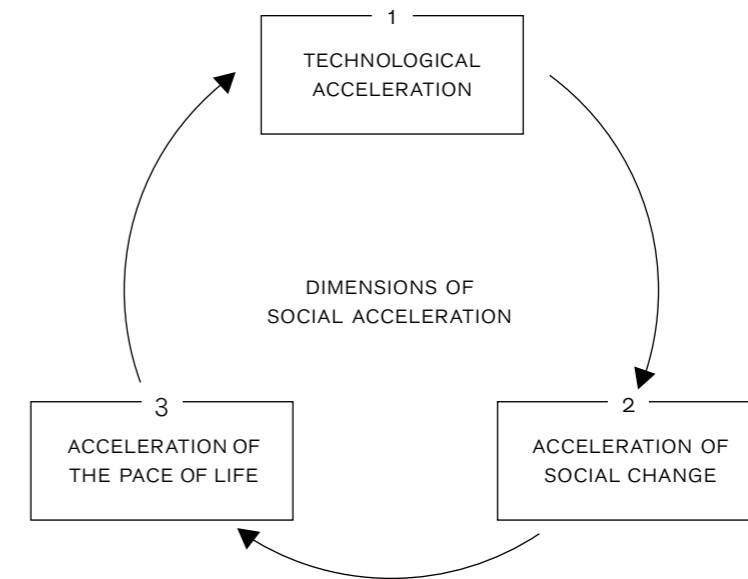 1
TECHNOLOGICAL
ACCELERATION
DIMENSIONS OF
SOCIAL ACCELERATION
3
ACCELERATION OF
THE PACE OF LIFE
2
ACCELERATION OF
SOCIAL CHANGE